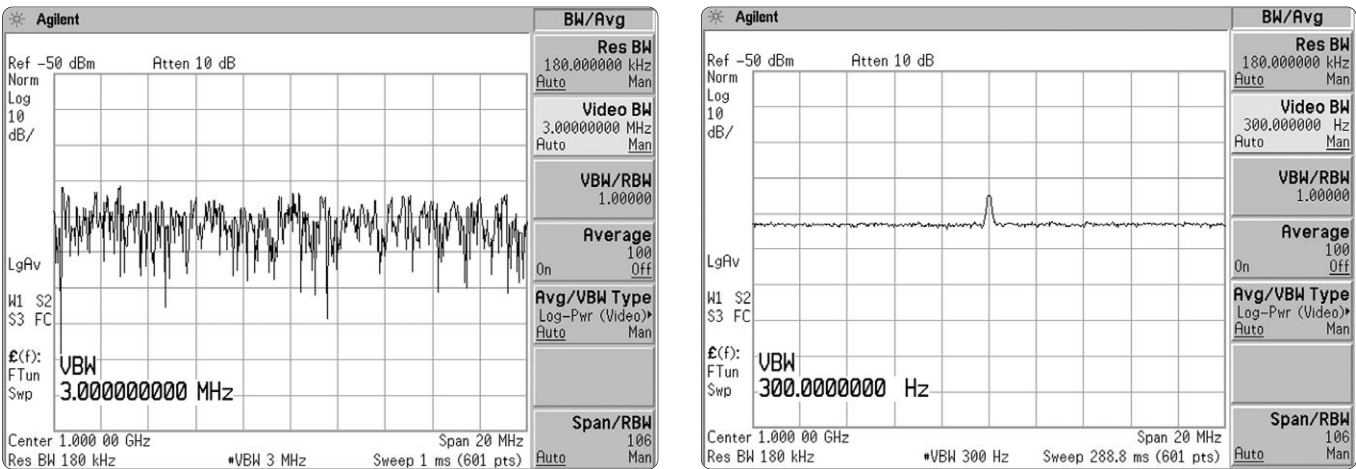 Agilent
BW/Avg
Ref -50 dBm Atten 10 dB
Norm
Log
10
dB/
LgAv
W1 S2
S3 FC
£(f):
FTun
Swp
VBW
3.000000000 MHz
Center 1.000 00 GHz Span 20 MHz
Res BW 180 kHz #VBW 3 MHz Sweep 1 ms (601 pts)
Res BW
180.000000 kHz
Auto Man
Video BW
3.00000000 MHz
Auto Man
VBW/RBW
1.00000
Average
100
On Off
Avg/VBW Type
Log-Pwr (Video)▸
Auto Man
Span/RBW
106
Auto Man
Agilent
BW/Avg
Ref -50 dBm Atten 10 dB
Norm
Log
10
dB/
LgAv
W1 S2
S3 FC
£(f):
FTun
Swp
VBW
300.0000000 Hz
Center 1.000 00 GHz Span 20 MHz
Res BW 180 kHz #VBW 300 Hz Sweep 288.8 ms (601 pts)
Res BW
180.000000 kHz
Auto Man
Video BW
300.000000 Hz
Auto Man
VBW/RBW
1.00000
Average
100
On Off
Avg/VBW Type
Log-Pwr (Video)▸
Auto Man
Span/RBW
106
Auto Man